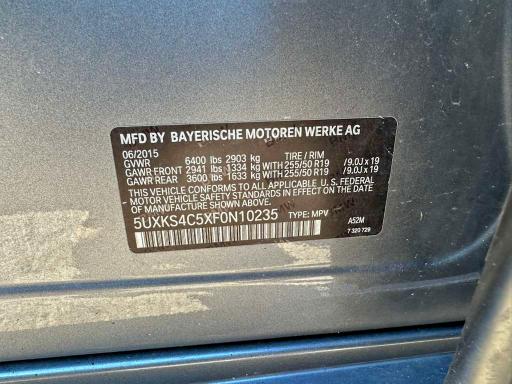 MFD BY BAYERISCHE MOTOREN WERKE AG
06/2015
GVWR 6400 lbs 2903 kg TIRE / RIM
GAWR FRONT 2941 lbs 1334 kg WITH 255/50 R19 / 9.0J x 19
GAWR REAR 3600 lbs 1633 kg WITH 255/50 R19 / 9.0J x 19
THIS VEHICLE CONFORMS TO ALL APPLICABLE U. S. FEDERAL
MOTOR VEHICLE SAFETY STANDARDS IN EFFECT ON THE
DATE OF MANUFACTURE SHOWN ABOVE.
5UXKS4C5XF0N10235 TYPE: MPV A52M
7 320 729